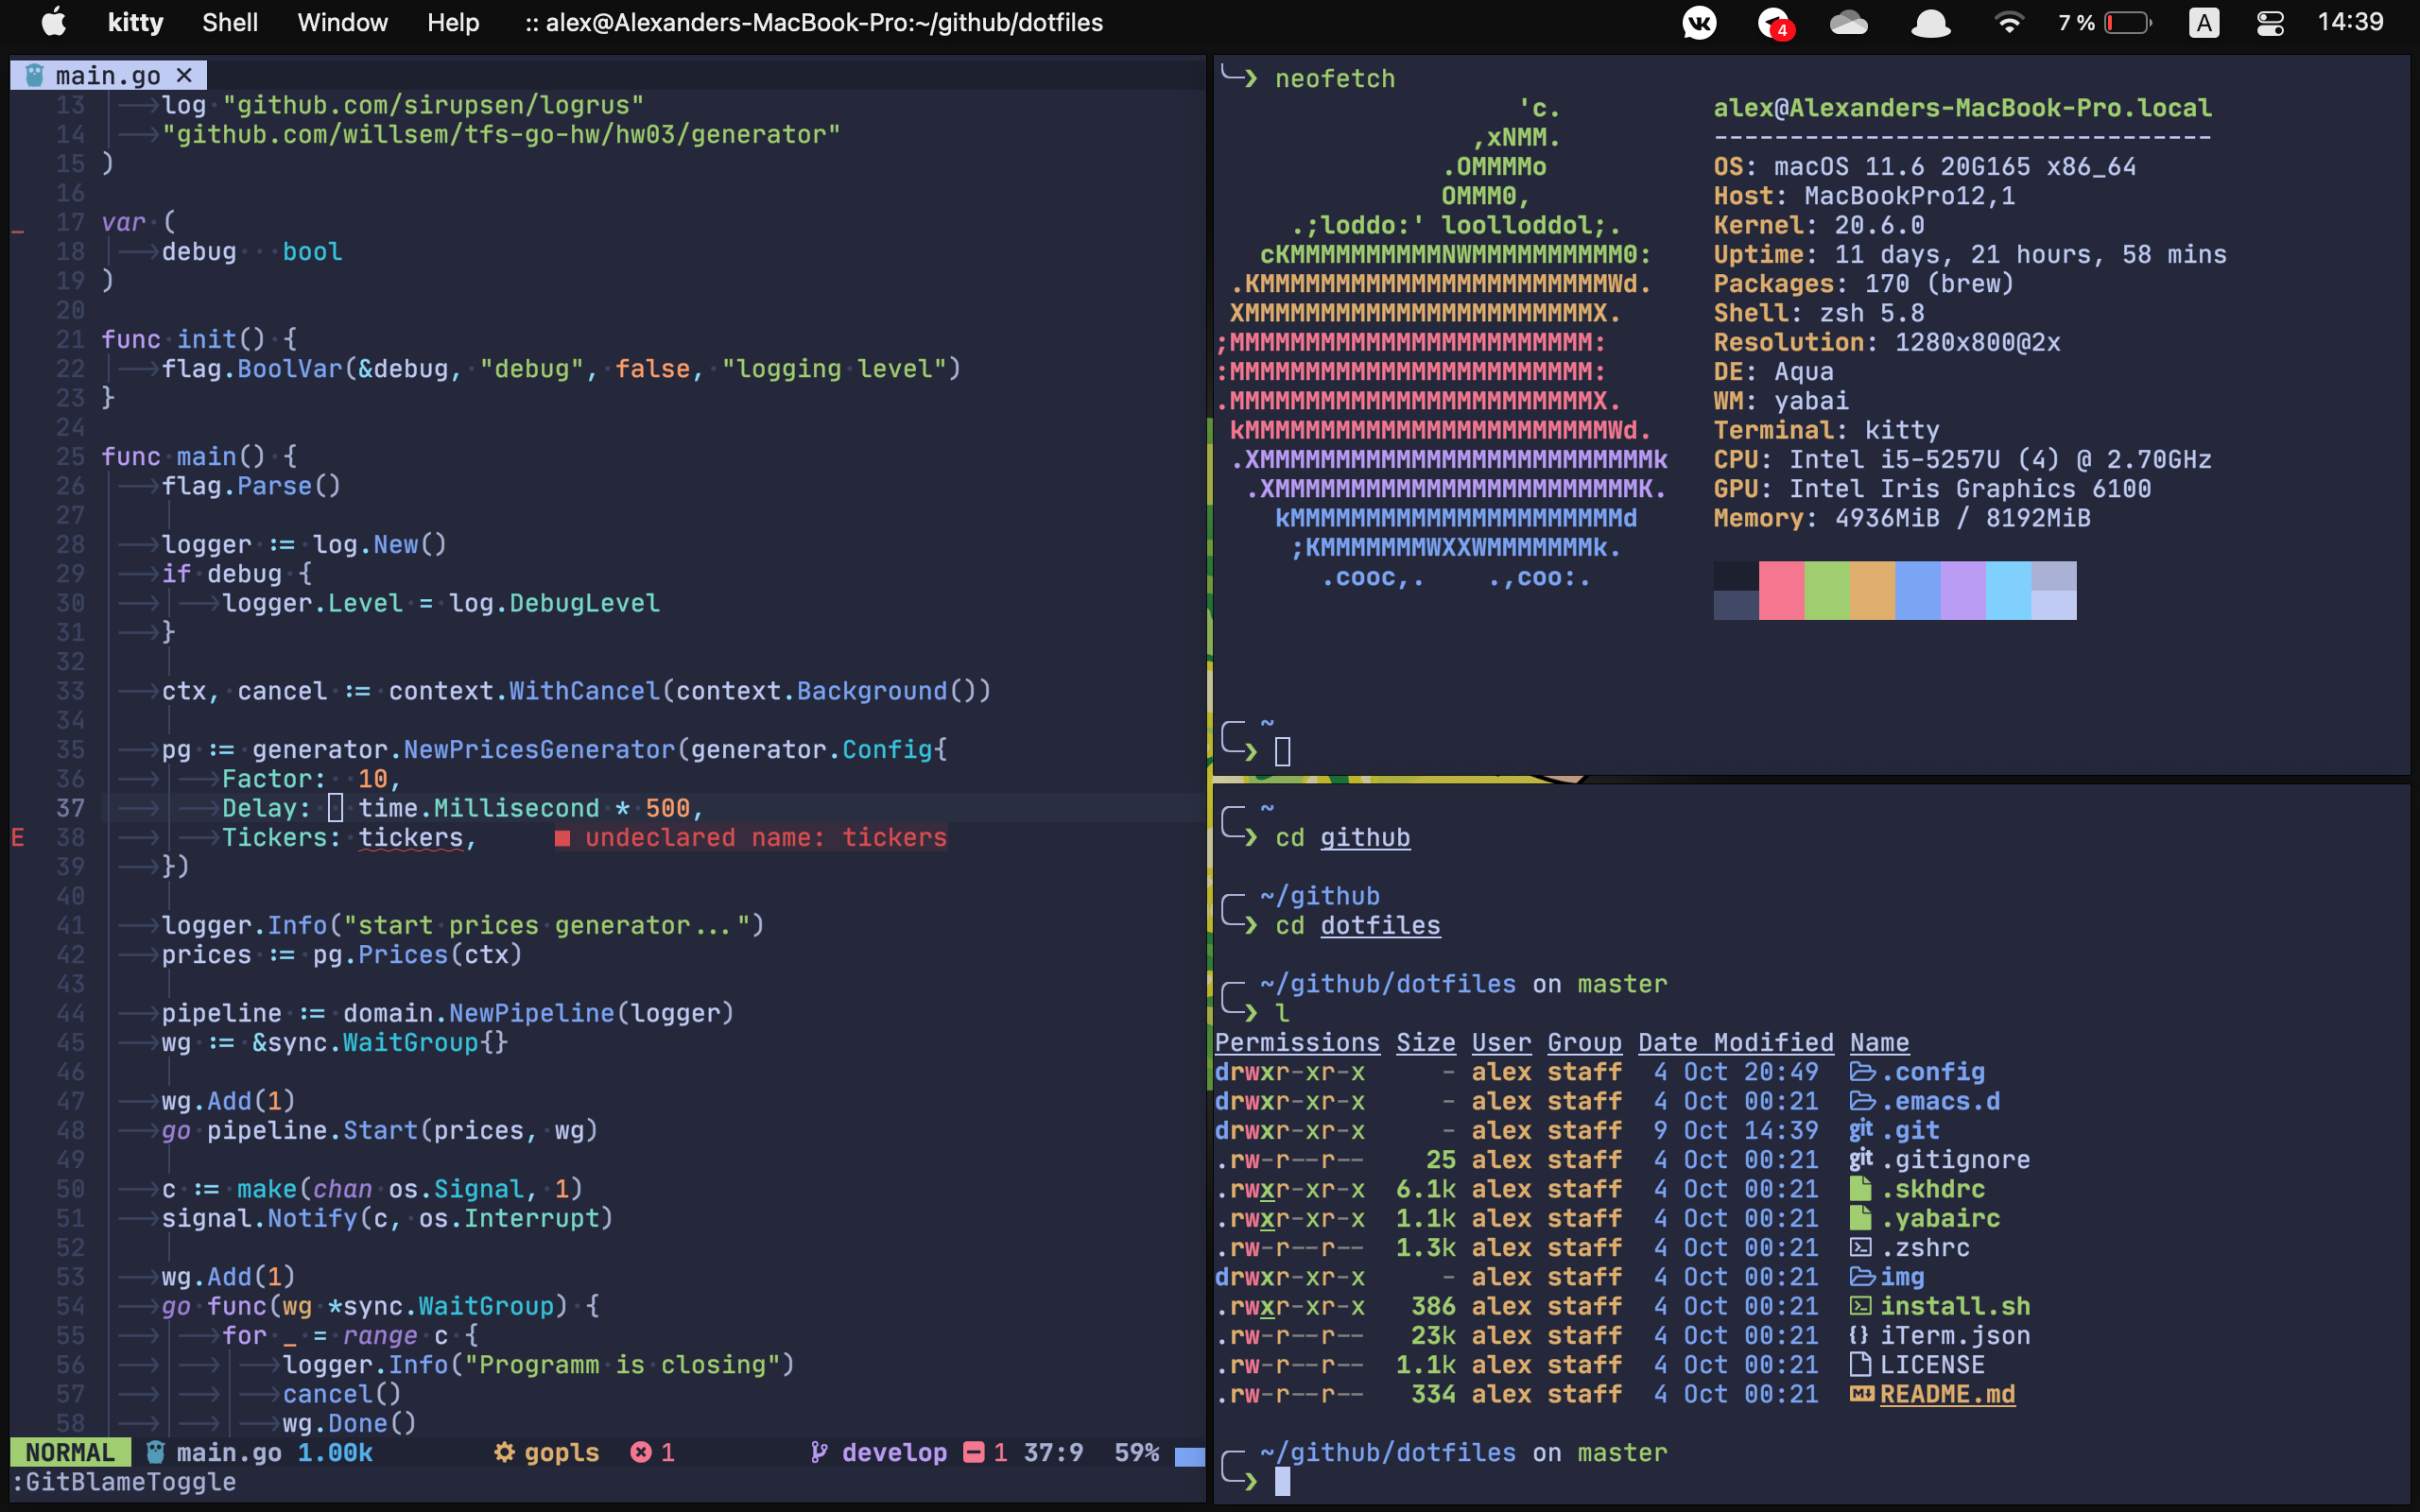 kitty Shell Window Help :: alex@Alexanders-MacBook-Pro:~/github/dotfiles 4 7 % A 14:39
main.go ×
13 log "github.com/sirupsen/logrus"
14 "github.com/willsem/tfs-go-hw/hw03/generator"
15 )
16
17 var (
18 debug bool
19 )
20
21 func init() {
22 flag.BoolVar(&debug, "debug", false, "logging level")
23 }
24
25 func main() {
26 flag.Parse()
27
28 logger := log.New()
29 if debug {
30 logger.Level = log.DebugLevel
31 }
32
33 ctx, cancel := context.WithCancel(context.Background())
34
35 pg := generator.NewPricesGenerator(generator.Config{
36 Factor: 10,
37 Delay: time.Millisecond * 500,
E 38 Tickers: tickers, ■ undeclared name: tickers
39 })
40
41 logger.Info("start prices generator...")
42 prices := pg.Prices(ctx)
43
44 pipeline := domain.NewPipeline(logger)
45 wg := &sync.WaitGroup{}
46
47 wg.Add(1)
48 go pipeline.Start(prices, wg)
49
50 c := make(chan os.Signal, 1)
51 signal.Notify(c, os.Interrupt)
52
53 wg.Add(1)
54 go func(wg *sync.WaitGroup) {
55 for _ = range c {
56 logger.Info("Programm is closing")
57 cancel()
58 wg.Done()
NORMAL main.go 1.00k gopls 1 develop 1 37:9 59%
:GitBlameToggle
❯ neofetch
'c.
,xNMM.
.OMMMMo
OMMM0,
.;loddo:' loolloddol;.
cKMMMMMMMMMMNWMMMMMMMMMM0:
.KMMMMMMMMMMMMMMMMMMMMMMMWd.
XMMMMMMMMMMMMMMMMMMMMMMMX.
;MMMMMMMMMMMMMMMMMMMMMMMM:
:MMMMMMMMMMMMMMMMMMMMMMMM:
.MMMMMMMMMMMMMMMMMMMMMMMMX.
kMMMMMMMMMMMMMMMMMMMMMMMMWd.
.XMMMMMMMMMMMMMMMMMMMMMMMMMMk
.XMMMMMMMMMMMMMMMMMMMMMMMMK.
kMMMMMMMMMMMMMMMMMMMMMMd
;KMMMMMMMWXXWMMMMMMMk.
.cooc,. .,coo:.
alex@Alexanders-MacBook-Pro.local
---------------------------------
OS: macOS 11.6 20G165 x86_64
Host: MacBookPro12,1
Kernel: 20.6.0
Uptime: 11 days, 21 hours, 58 mins
Packages: 170 (brew)
Shell: zsh 5.8
Resolution: 1280x800@2x
DE: Aqua
WM: yabai
Terminal: kitty
CPU: Intel i5-5257U (4) @ 2.70GHz
GPU: Intel Iris Graphics 6100
Memory: 4936MiB / 8192MiB
~
❯
~
❯ cd github
~/github
❯ cd dotfiles
~/github/dotfiles on master
❯ l
Permissions Size User Group Date Modified Name
drwxr-xr-x - alex staff 4 Oct 20:49 .config
drwxr-xr-x - alex staff 4 Oct 00:21 .emacs.d
drwxr-xr-x - alex staff 9 Oct 14:39 git .git
.rw-r--r-- 25 alex staff 4 Oct 00:21 git .gitignore
.rwxr-xr-x 6.1k alex staff 4 Oct 00:21 .skhdrc
.rwxr-xr-x 1.1k alex staff 4 Oct 00:21 .yabairc
.rw-r--r-- 1.3k alex staff 4 Oct 00:21 .zshrc
drwxr-xr-x - alex staff 4 Oct 00:21 img
.rwxr-xr-x 386 alex staff 4 Oct 00:21 install.sh
.rw-r--r-- 23k alex staff 4 Oct 00:21 {} iTerm.json
.rw-r--r-- 1.1k alex staff 4 Oct 00:21 LICENSE
.rw-r--r-- 334 alex staff 4 Oct 00:21 README.md
~/github/dotfiles on master
❯